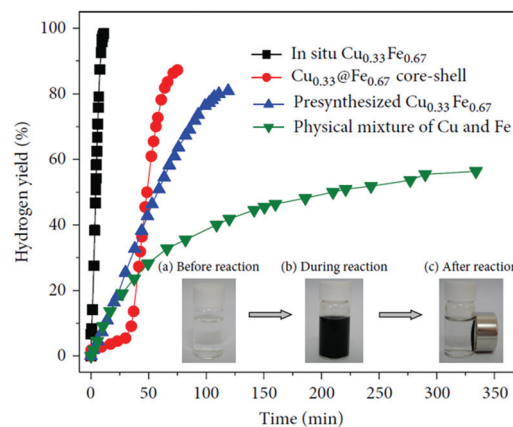 100
80
60
40
20
0
Hydrogen yield (%)
In situ Cu0.33Fe0.67
Cu0.33@Fe0.67 core-shell
Presynthesized Cu0.33Fe0.67
Physical mixture of Cu and Fe
(a) Before reaction
(b) During reaction
(c) After reaction
0
50
100
150
200
250
300
350
Time (min)